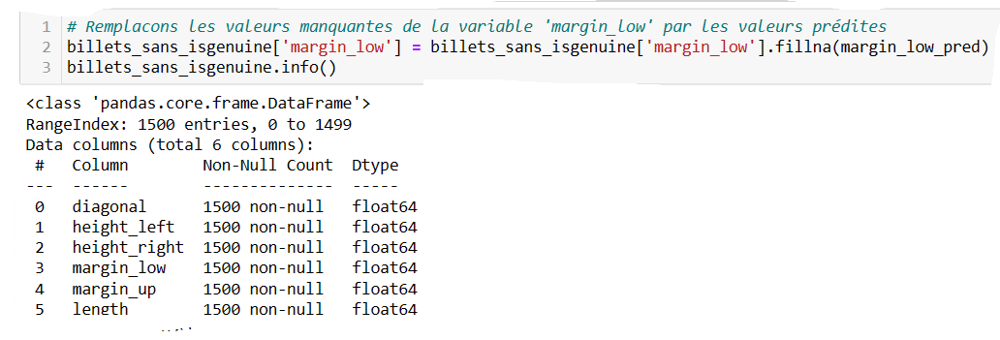 1 # Remplacons les valeurs manquantes de la variable 'margin_low' par les valeurs prédites
2 billets_sans_isgenuine['margin_low'] = billets_sans_isgenuine['margin_low'].fillna(margin_low_pred)
3 billets_sans_isgenuine.info()
<class 'pandas.core.frame.DataFrame'>
RangeIndex: 1500 entries, 0 to 1499
Data columns (total 6 columns):
# Column Non-Null Count Dtype
--- ------ -------------- -----
0 diagonal 1500 non-null float64
1 height_left 1500 non-null float64
2 height_right 1500 non-null float64
3 margin_low 1500 non-null float64
4 margin_up 1500 non-null float64
5 length 1500 non-null float64